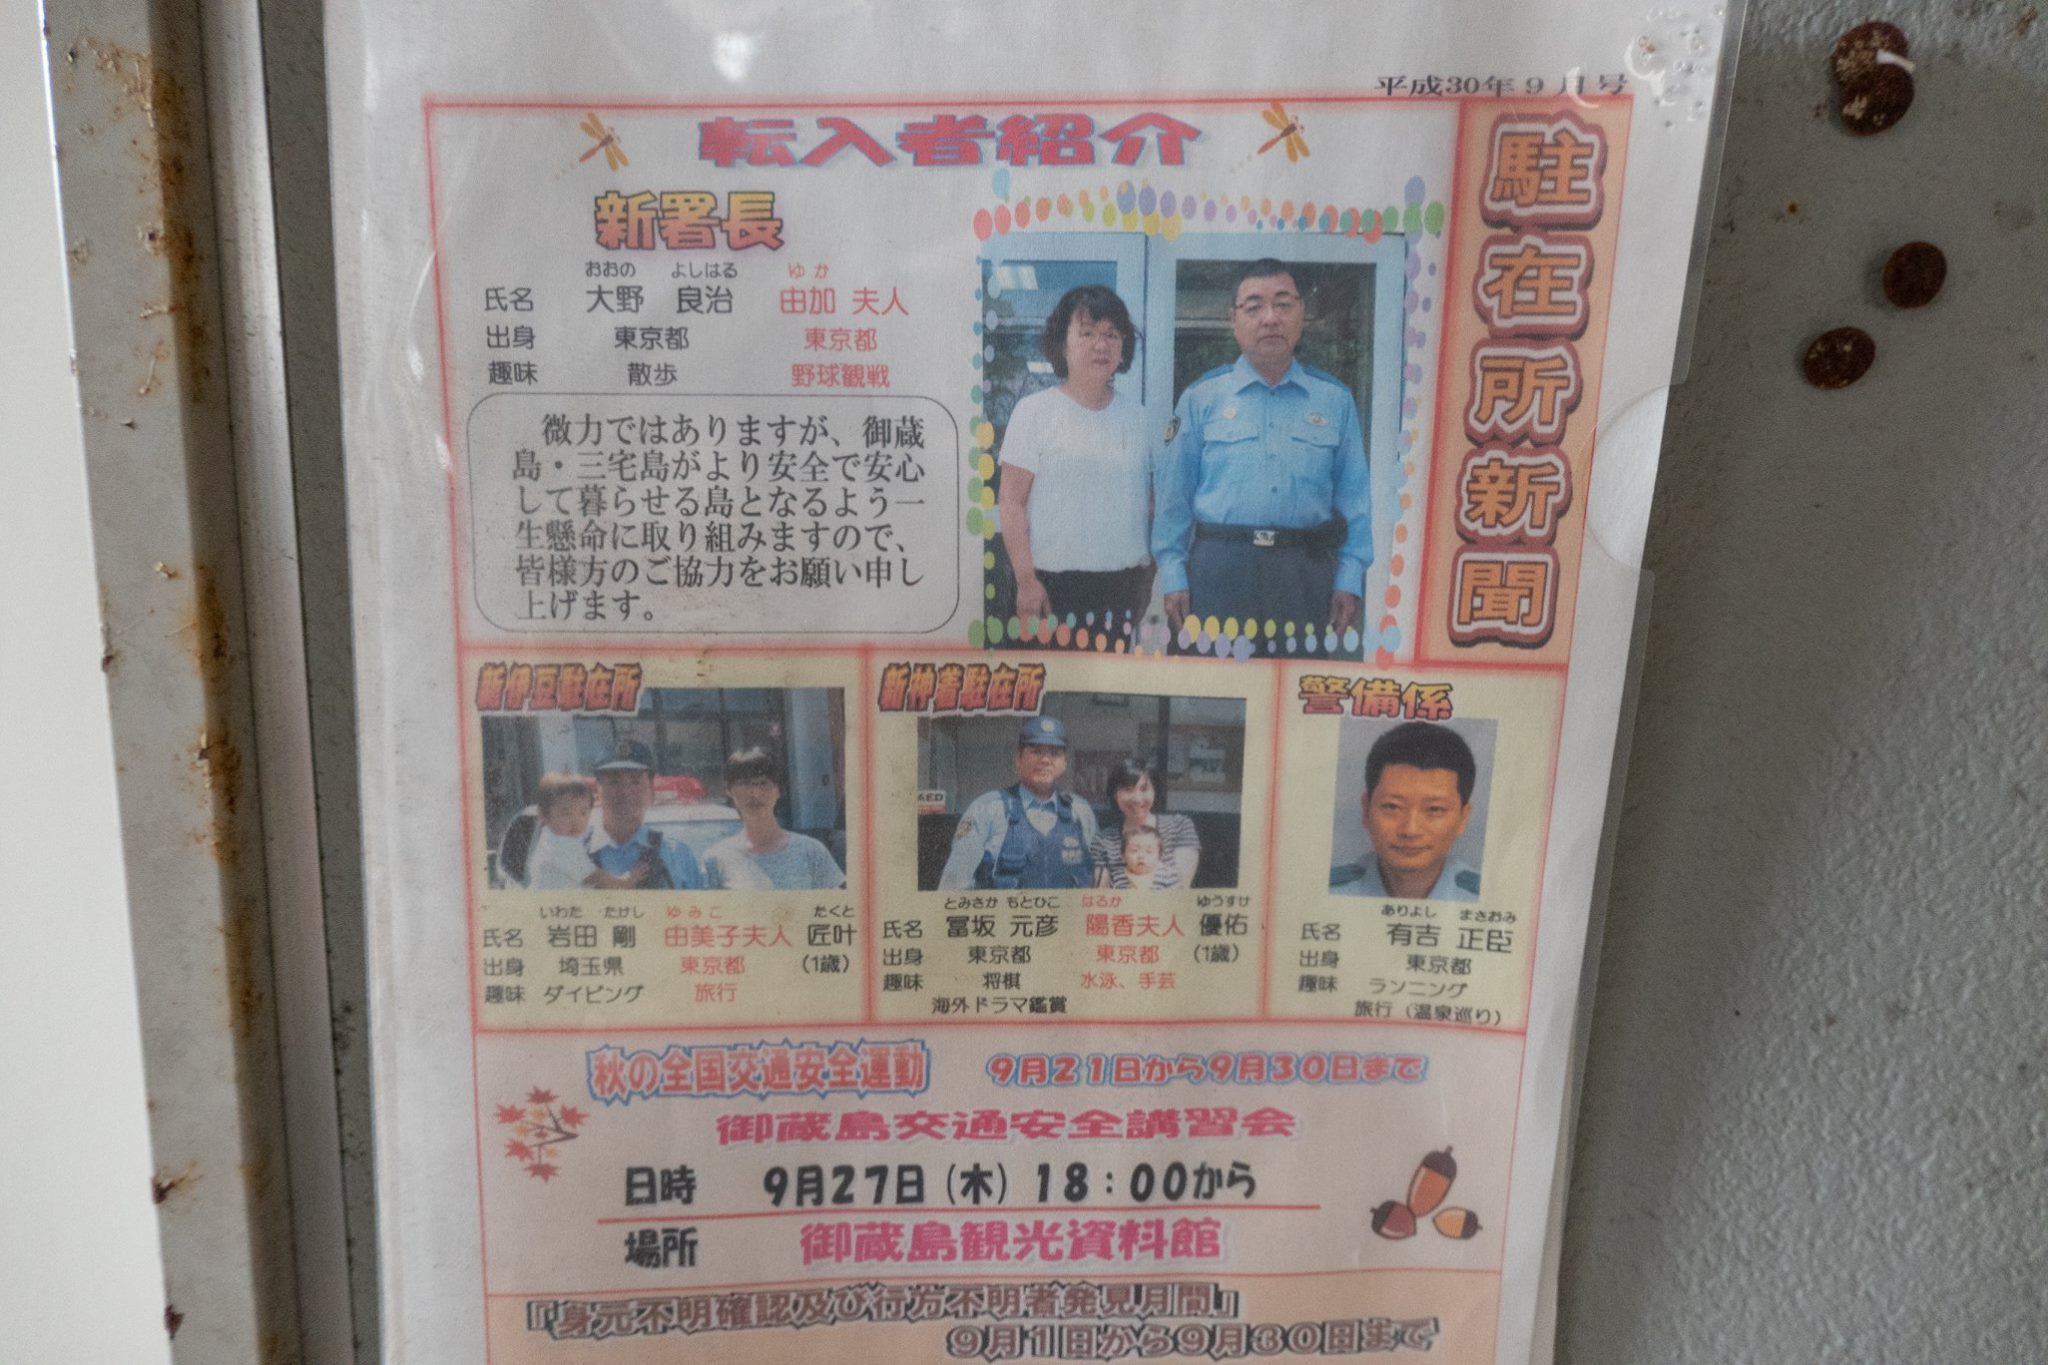 平成30年9月号
駐在所新聞
転入者紹介
新署長
おおの よしはる ゆか
氏名 大野 良治 由加 夫人
出身 東京都 東京都
趣味 散歩 野球観戦
微力ではありますが、御蔵
島・三宅島がより安全で安心
して暮らせる島となるよう一
生懸命に取り組みますので、
皆様方のご協力をお願い申し
上げます。
新伊豆駐在所
いわた たけし ゆみこ たくと
氏名 岩田 剛 由美子夫人 匠叶
出身 埼玉県 東京都 (1歳)
趣味 ダイビング 旅行
新神着駐在所
AED
とみさか もとひこ はるか ゆうすけ
氏名 冨坂 元彦 陽香夫人 優佑
出身 東京都 東京都 (1歳)
趣味 将棋 水泳、手芸
海外ドラマ鑑賞
警備係
ありよし まさおみ
氏名 有吉 正臣
出身 東京都
趣味 ランニング
旅行（温泉巡り）
秋の全国交通安全運動 9月21日から9月30日まで
御蔵島交通安全講習会
日時 9月27日（木）18：00から
場所 御蔵島観光資料館
『身元不明確認及び行方不明者発見月間』
9月1日から9月30日まで